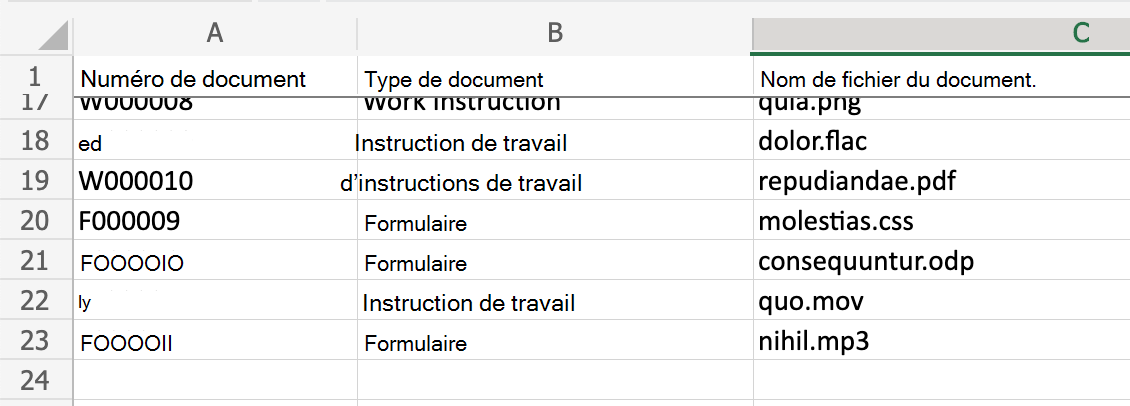 A B C
1 Numéro de document Type de document Nom de fichier du document.
17 W000008 Work Instruction quia.png
18 ed Instruction de travail dolor.flac
19 W000010 d’instructions de travail repudiandae.pdf
20 F000009 Formulaire molestias.css
21 FOOOOIO Formulaire consequuntur.odp
22 ly Instruction de travail quo.mov
23 FOOOOII Formulaire nihil.mp3
24